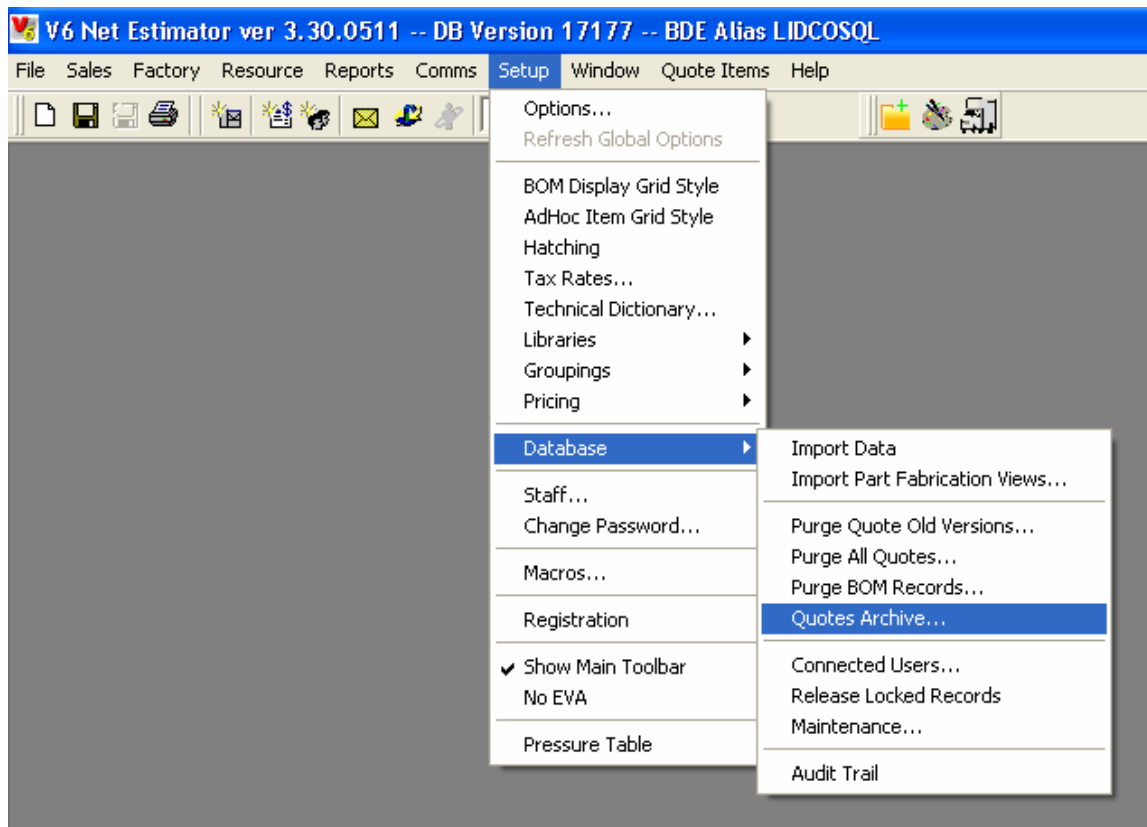 V6 Net Estimator ver 3.30.0511 -- DB Version 17177 -- BDE Alias LIDCOSQL
File Sales Factory Resource Reports Comms Setup Window Quote Items Help
Options...
Refresh Global Options
BOM Display Grid Style
AdHoc Item Grid Style
Hatching
Tax Rates...
Technical Dictionary...
Libraries
Groupings
Pricing
Database
Staff...
Change Password...
Macros...
Registration
Show Main Toolbar
No EVA
Pressure Table
Import Data
Import Part Fabrication Views...
Purge Quote Old Versions...
Purge All Quotes...
Purge BOM Records...
Quotes Archive...
Connected Users...
Release Locked Records
Maintenance...
Audit Trail